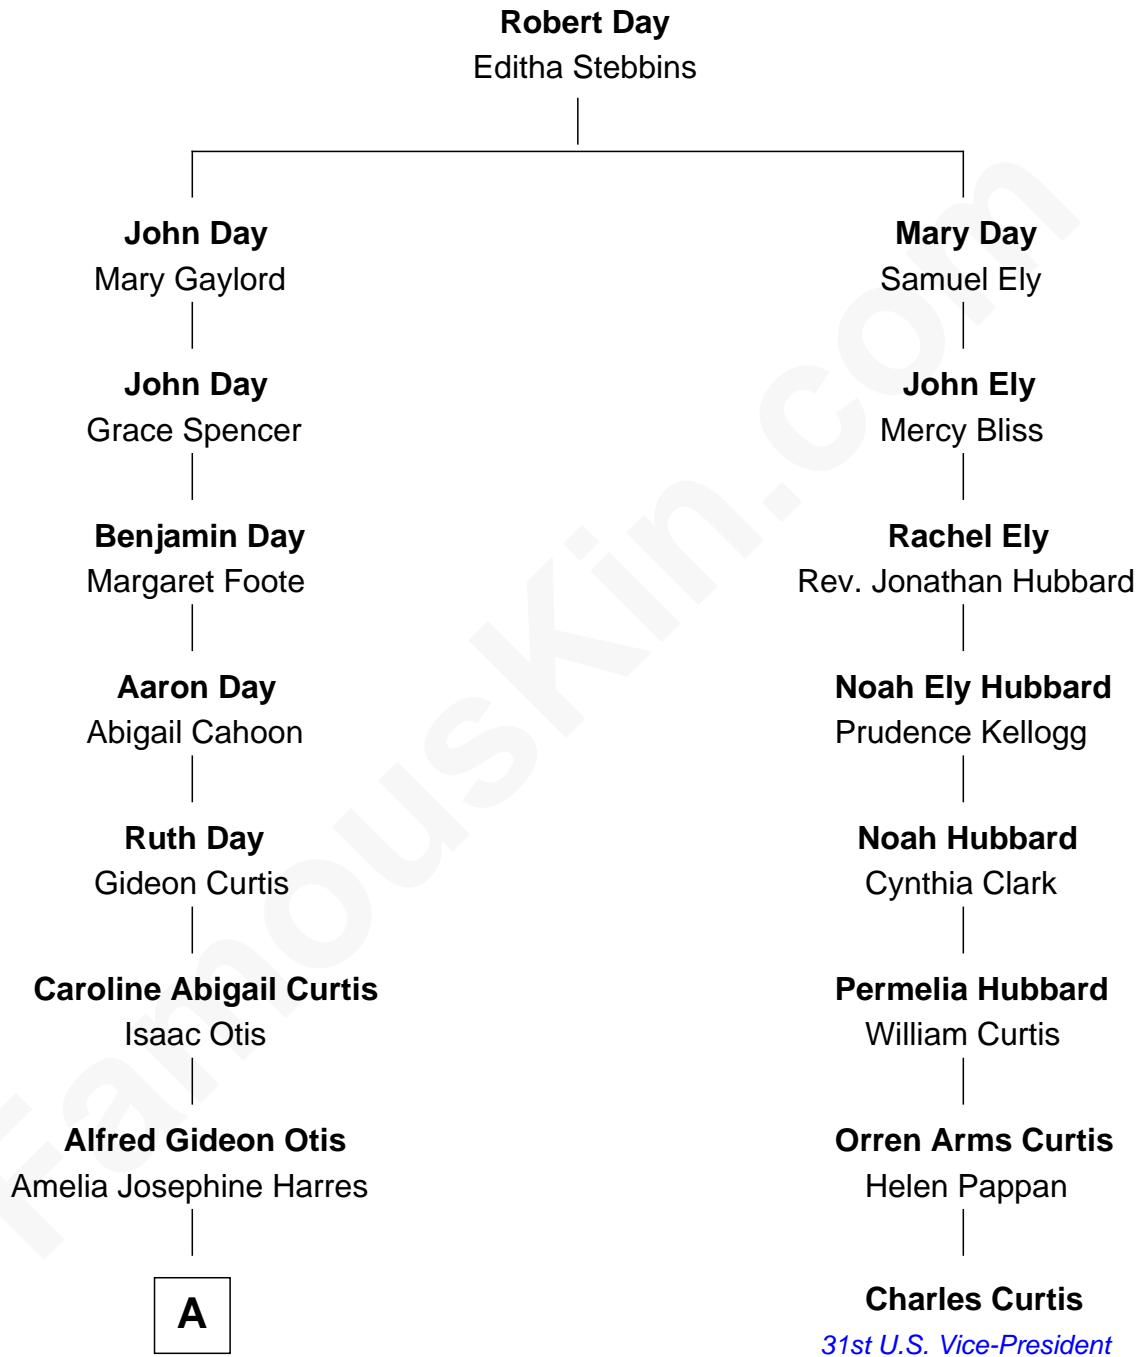 Robert Day
Editha Stebbins
John Day
Mary Gaylord
Mary Day
Samuel Ely
John Day
Grace Spencer
John Ely
Mercy Bliss
Benjamin Day
Margaret Foote
Rachel Ely
Rev. Jonathan Hubbard
Aaron Day
Abigail Cahoon
Noah Ely Hubbard
Prudence Kellogg
Ruth Day
Gideon Curtis
Noah Hubbard
Cynthia Clark
Caroline Abigail Curtis
Isaac Otis
Permelia Hubbard
William Curtis
Alfred Gideon Otis
Amelia Josephine Harres
Orren Arms Curtis
Helen Pappan
A
Charles Curtis
31st U.S. Vice-President
FamousKin.com